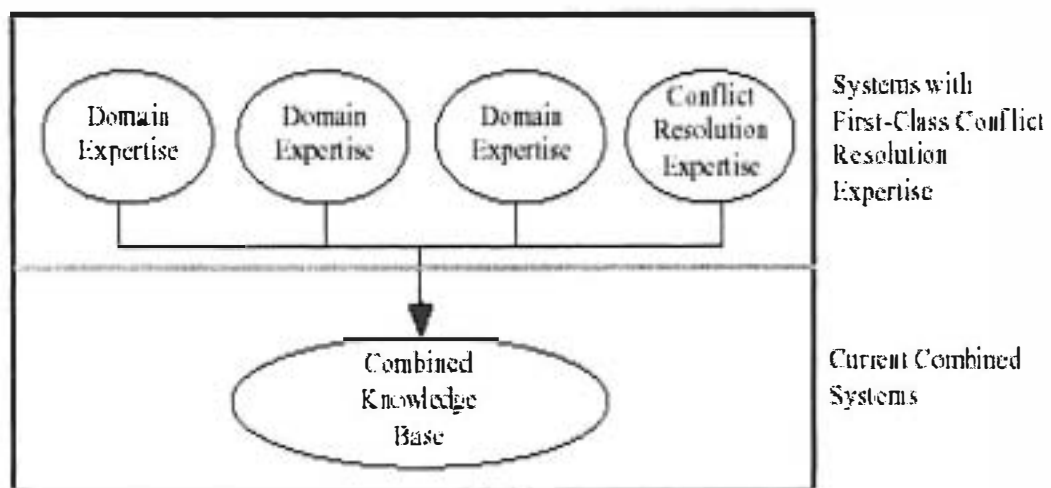 Domain
Expertise
Domain
Expertise
Domain
Expertise
Conflict
Resolution
Expertise
Systems with
First-Class Conflict
Resolution
Expertise
Combined
Knowledge
Base
Current Combined
Systems